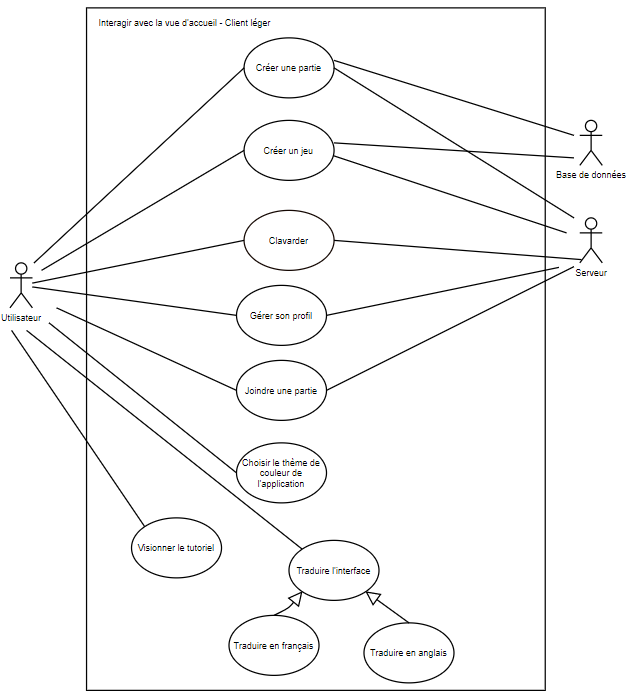 Interagir avec la vue d'accueil - Client léger
Créer une partie
Créer un jeu
Base de données
Clavarder
Serveur
Utilisateur
Gérer son profil
Joindre une partie
Choisir le thème de
couleur de
l'application
Visionner le tutoriel
Traduire l'interface
Traduire en français
Traduire en anglais